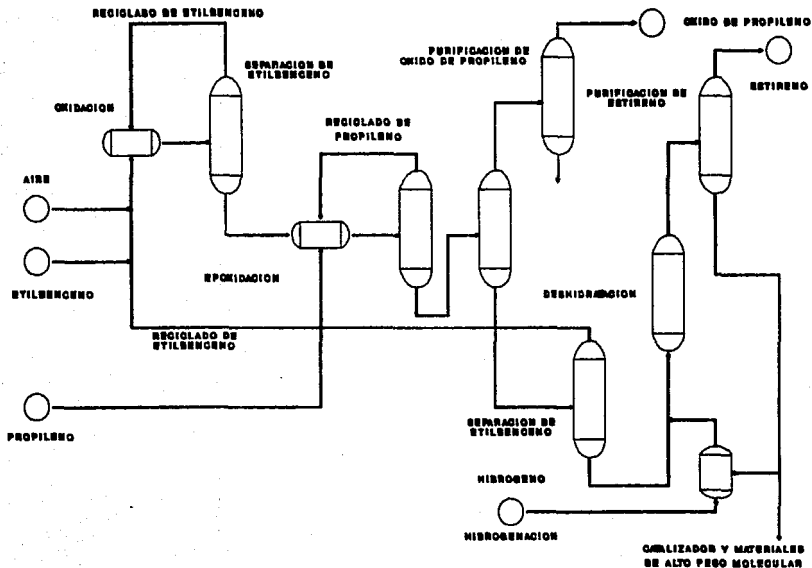 RECICLADO DE ETILBENCENO
OXIDO DE PROPILENO
PURIFICACION DE
OXIDO DE PROPILENO
SEPARACION DE
ETILBENCENO
PURIFICACION DE
ESTIRENO
ESTIRENO
OXIDACION
RECICLADO DE
PROPILENO
AIRE
EPOXIDACION
ETILBENCENO
DESHIDRATACION
RECICLADO DE
ETILBENCENO
PROPILENO
SEPARACION DE
ETILBENCENO
HIDROGENO
HIDROGENACION
CATALIZADOR Y MATERIALES
DE ALTO PESO MOLECULAR